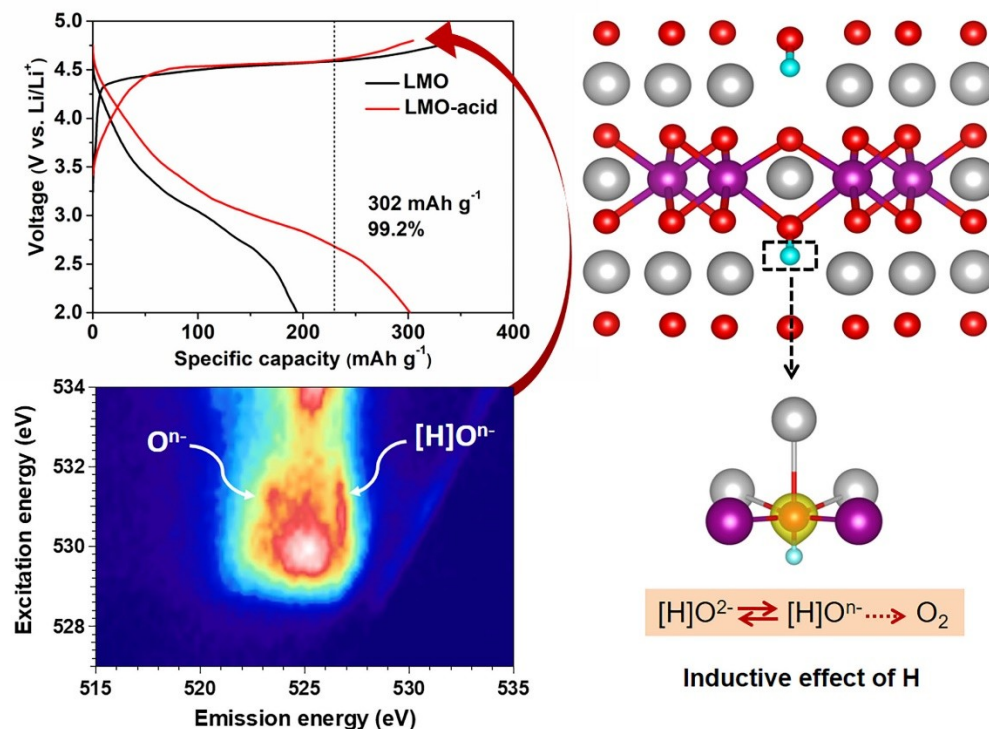 5.0
4.5
4.0
3.5
3.0
2.5
2.0
Voltage (V vs. Li/Li⁺)
LMO
LMO-acid
302 mAh g⁻¹
99.2%
0
100
200
300
400
Specific capacity (mAh g⁻¹)
534
532
530
528
Excitation energy (eV)
Oⁿ⁻
[H]Oⁿ⁻
515
520
525
530
535
Emission energy (eV)
[H]O²⁻ ⇌ [H]Oⁿ⁻ ⇢ O₂
Inductive effect of H